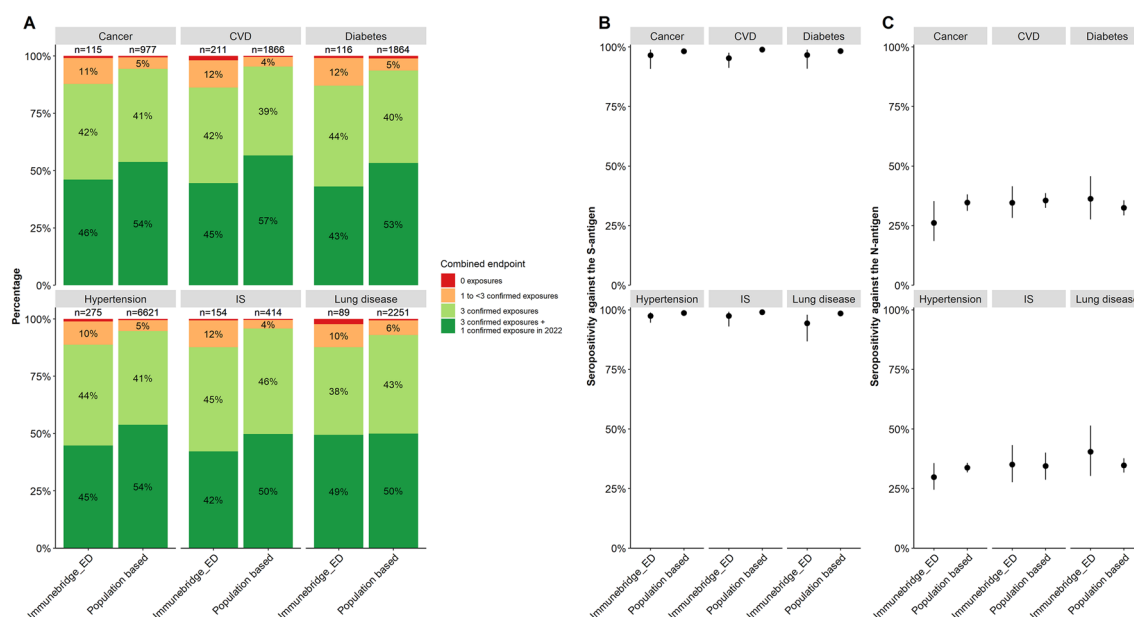 A
Cancer
CVD
Diabetes
n=115
n=977
n=211
n=1866
n=116
n=1864
100%
75%
50%
25%
0%
11%
42%
46%
5%
41%
54%
12%
42%
45%
4%
39%
57%
12%
44%
43%
5%
40%
53%
Percentage
Hypertension
IS
Lung disease
n=275
n=6621
n=154
n=414
n=89
n=2251
100%
75%
50%
25%
0%
10%
44%
45%
5%
41%
54%
12%
45%
42%
4%
46%
50%
10%
38%
49%
6%
43%
50%
Immunebridge_ED
Population based
Immunebridge_ED
Population based
Immunebridge_ED
Population based
Combined endpoint
0 exposures
1 to <3 confirmed exposures
3 confirmed exposures
3 confirmed exposures +
1 confirmed exposure in 2022
B
Cancer
CVD
Diabetes
100%
75%
50%
25%
0%
Seropositivity against the S-antigen
Hypertension
IS
Lung disease
100%
75%
50%
25%
0%
Immunebridge_ED
Population based
Immunebridge_ED
Population based
Immunebridge_ED
Population based
C
Cancer
CVD
Diabetes
100%
75%
50%
25%
0%
Seropositivity against the N-antigen
Hypertension
IS
Lung disease
100%
75%
50%
25%
0%
Immunebridge_ED
Population based
Immunebridge_ED
Population based
Immunebridge_ED
Population based